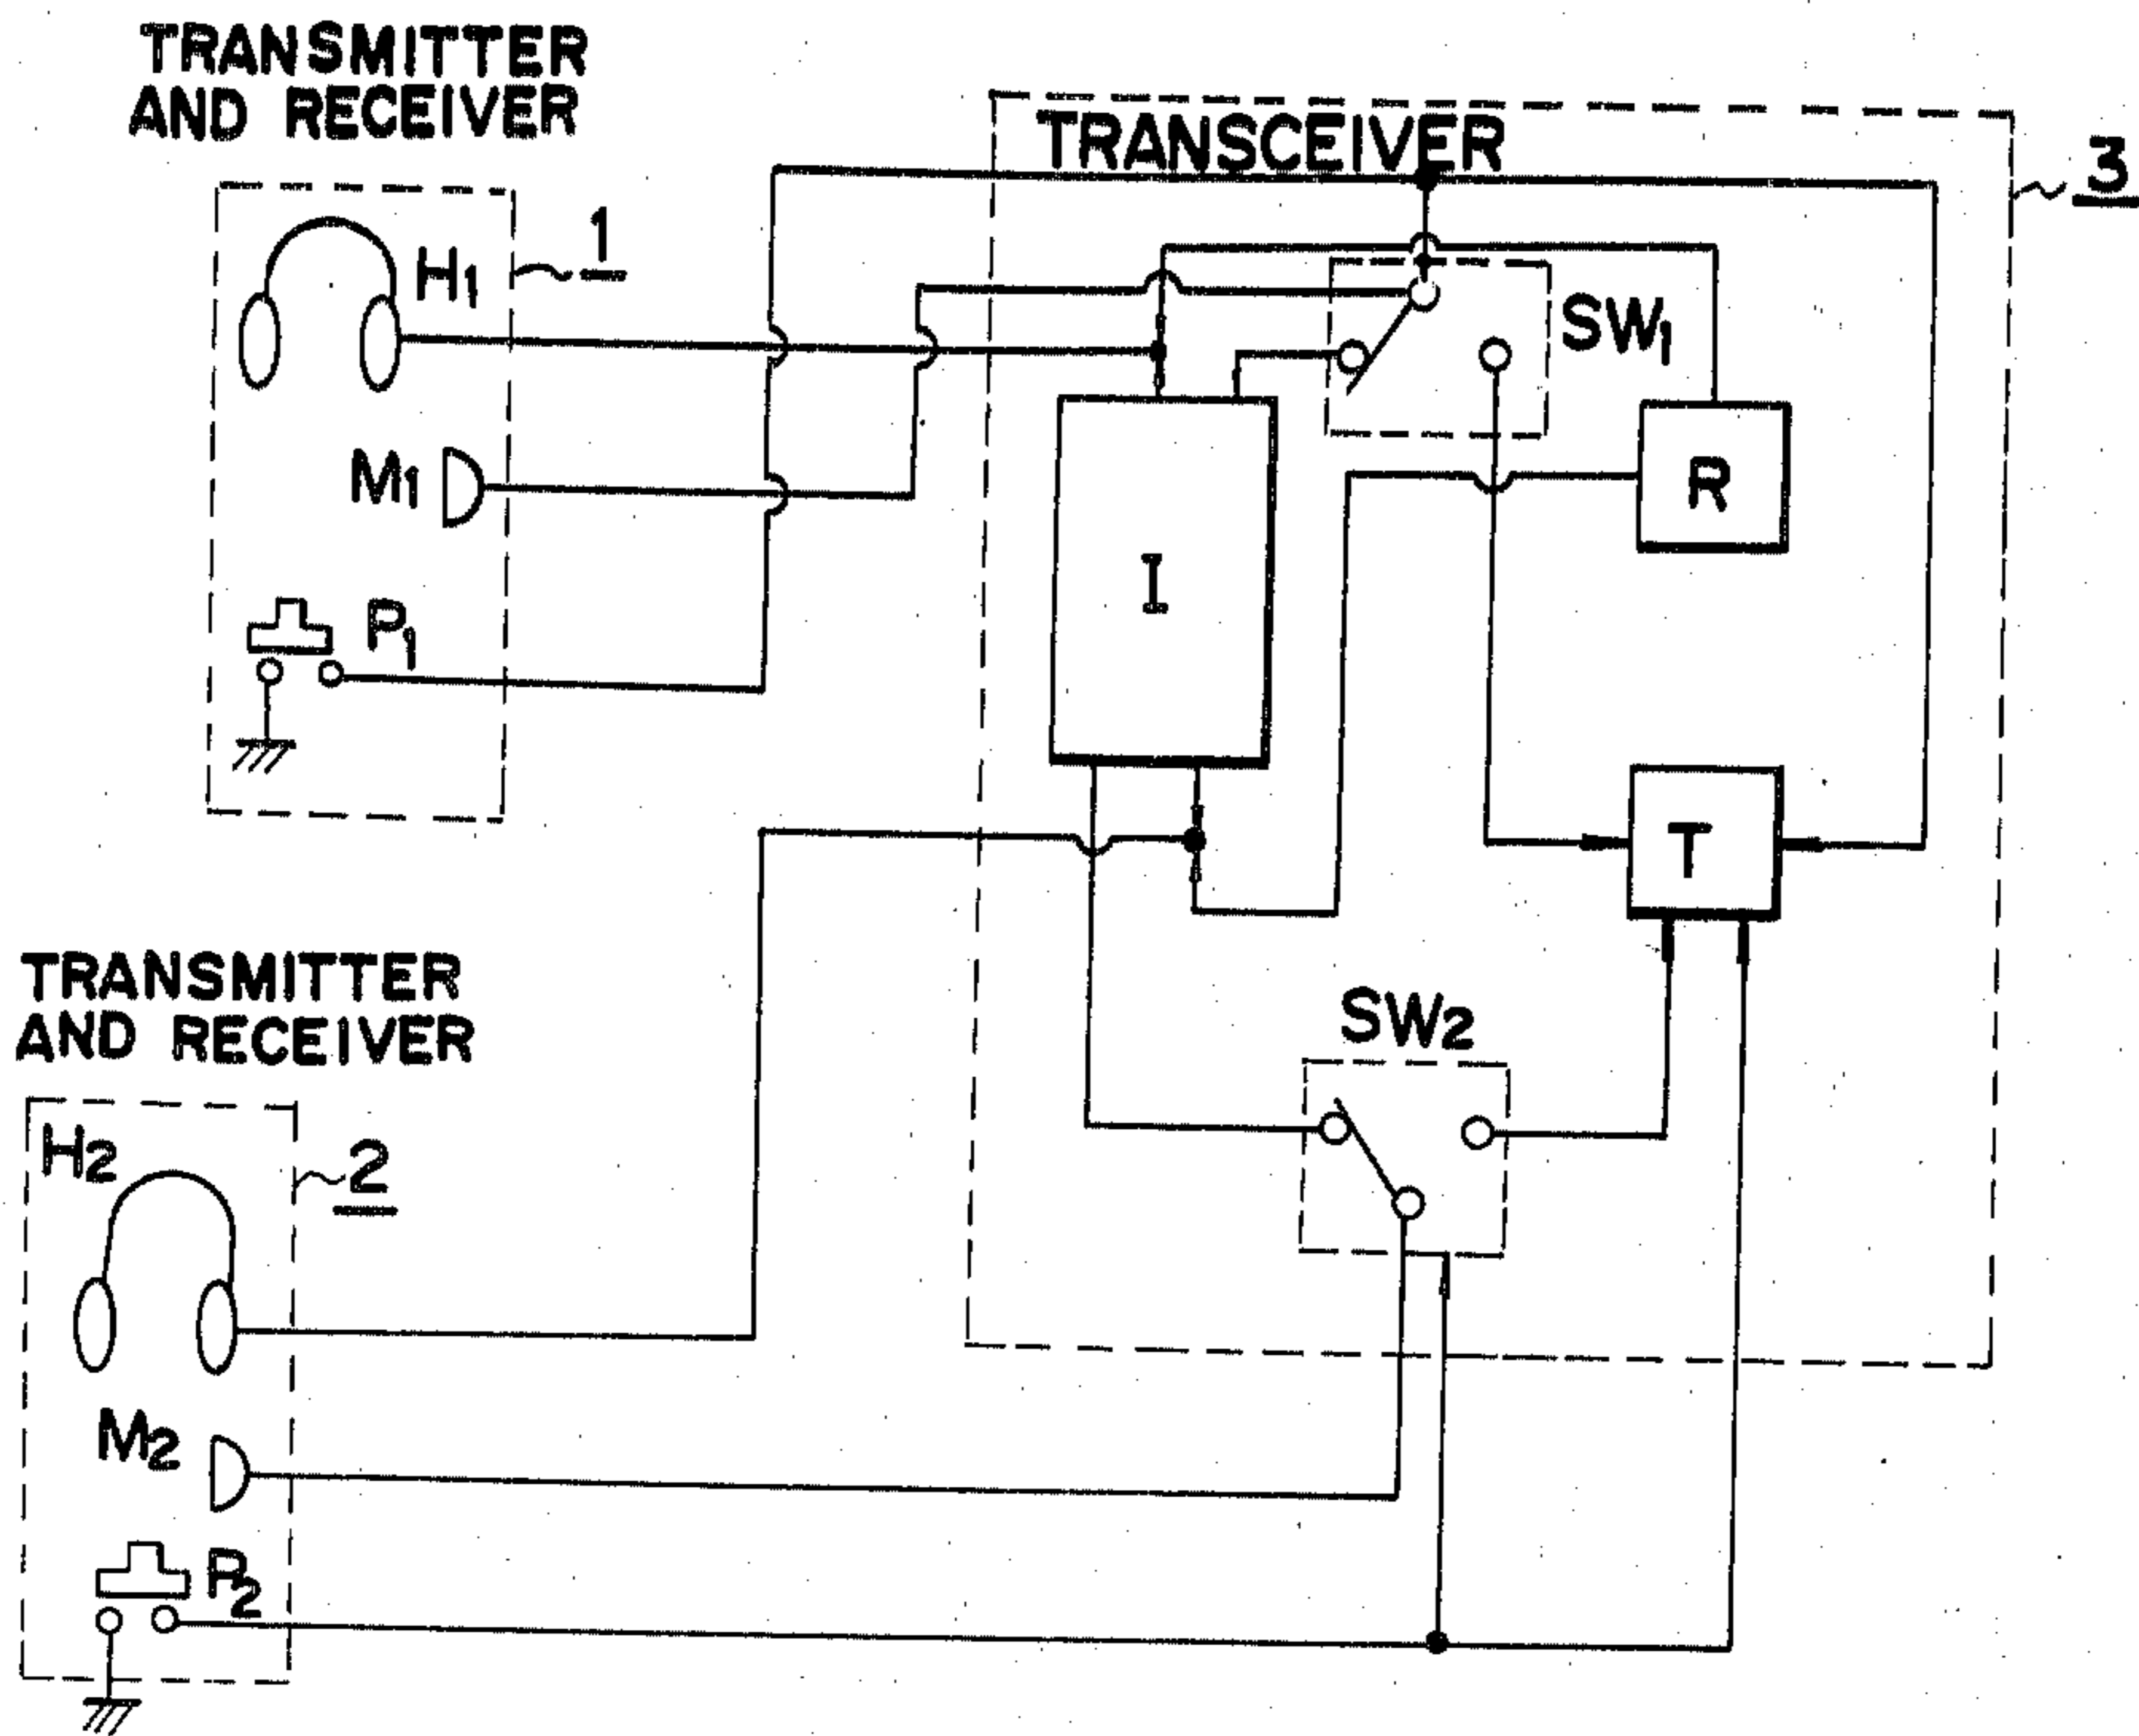 TRANSMITTER
AND RECEIVER
TRANSCEIVER
3
1
H1
SW1
M1
R
I
P1
T
TRANSMITTER
AND RECEIVER
SW2
H2
2
M2
P2